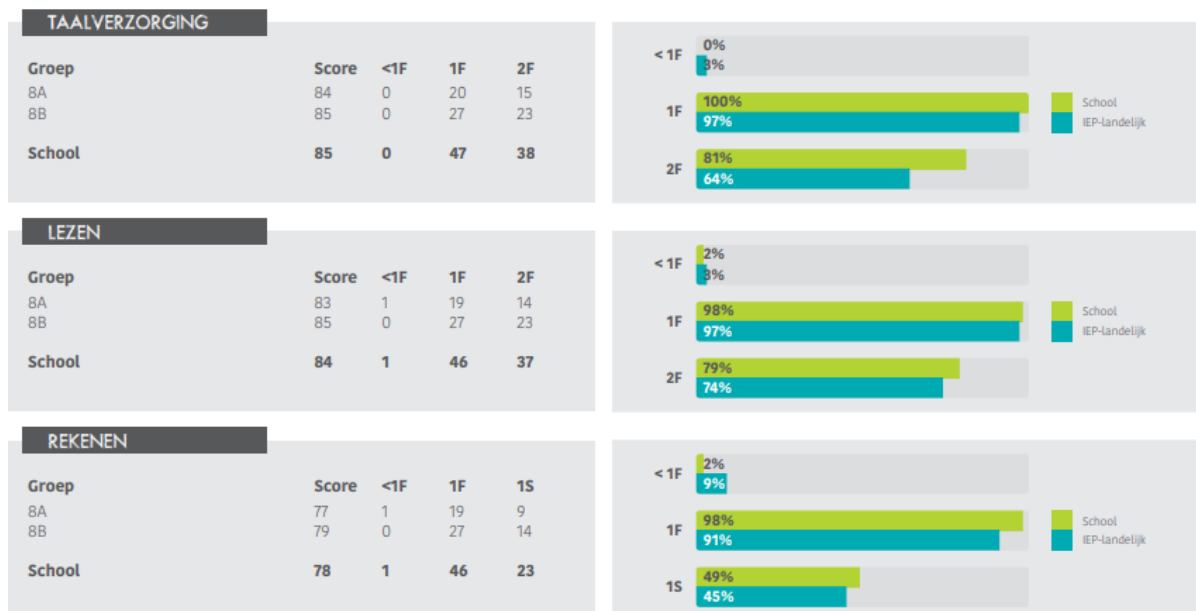 TAALVERZORGING
Groep Score <1F 1F 2F
8A 84 0 20 15
8B 85 0 27 23
School 85 0 47 38
< 1F 0%
3%
1F 100%
97%
2F 81%
64%
School
IEP-landelijk
LEZEN
Groep Score <1F 1F 2F
8A 83 1 19 14
8B 85 0 27 23
School 84 1 46 37
< 1F 2%
3%
1F 98%
97%
2F 79%
74%
School
IEP-landelijk
REKENEN
Groep Score <1F 1F 1S
8A 77 1 19 9
8B 79 0 27 14
School 78 1 46 23
< 1F 2%
9%
1F 98%
91%
1S 49%
45%
School
IEP-landelijk